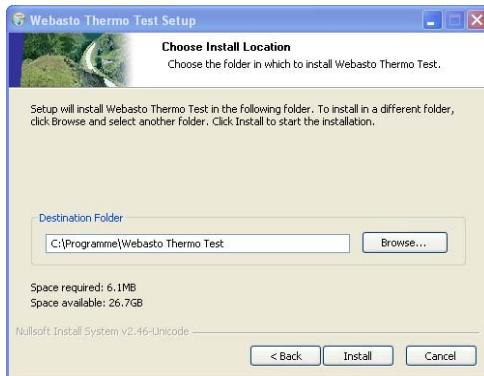 Webasto Thermo Test Setup
Choose Install Location
Choose the folder in which to install Webasto Thermo Test.
Setup will install Webasto Thermo Test in the following folder. To install in a different folder,
click Browse and select another folder. Click Install to start the installation.
Destination Folder
C:\Programme\Webasto Thermo Test
Browse...
Space required: 6.1MB
Space available: 26.7GB
Nullsoft Install System v2.46-Unicode
< Back
Install
Cancel